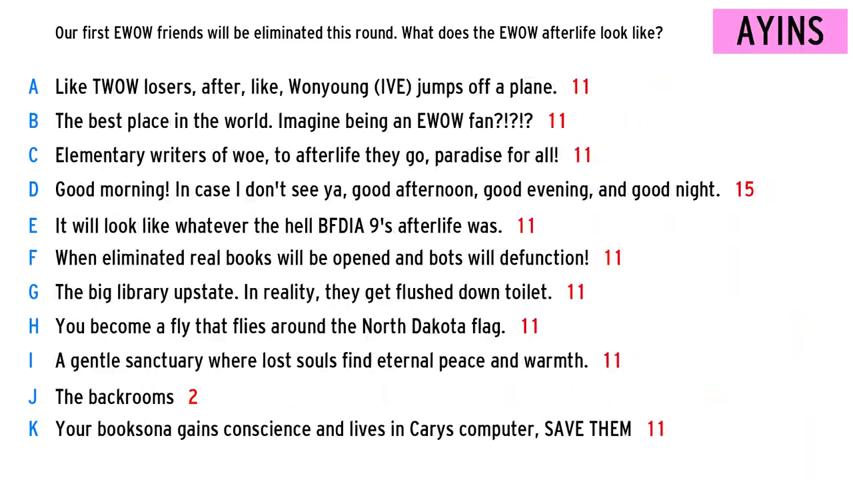 Our first EWOW friends will be eliminated this round. What does the EWOW afterlife look like?
AYINS
A Like TWOW losers, after, like, Wonyoung (IVE) jumps off a plane. 11
B The best place in the world. Imagine being an EWOW fan?!?!? 11
C Elementary writers of woe, to afterlife they go, paradise for all! 11
D Good morning! In case I don't see ya, good afternoon, good evening, and good night. 15
E It will look like whatever the hell BFDIA 9's afterlife was. 11
F When eliminated real books will be opened and bots will defunction! 11
G The big library upstate. In reality, they get flushed down toilet. 11
H You become a fly that flies around the North Dakota flag. 11
I A gentle sanctuary where lost souls find eternal peace and warmth. 11
J The backrooms 2
K Your booksona gains conscience and lives in Carys computer, SAVE THEM 11